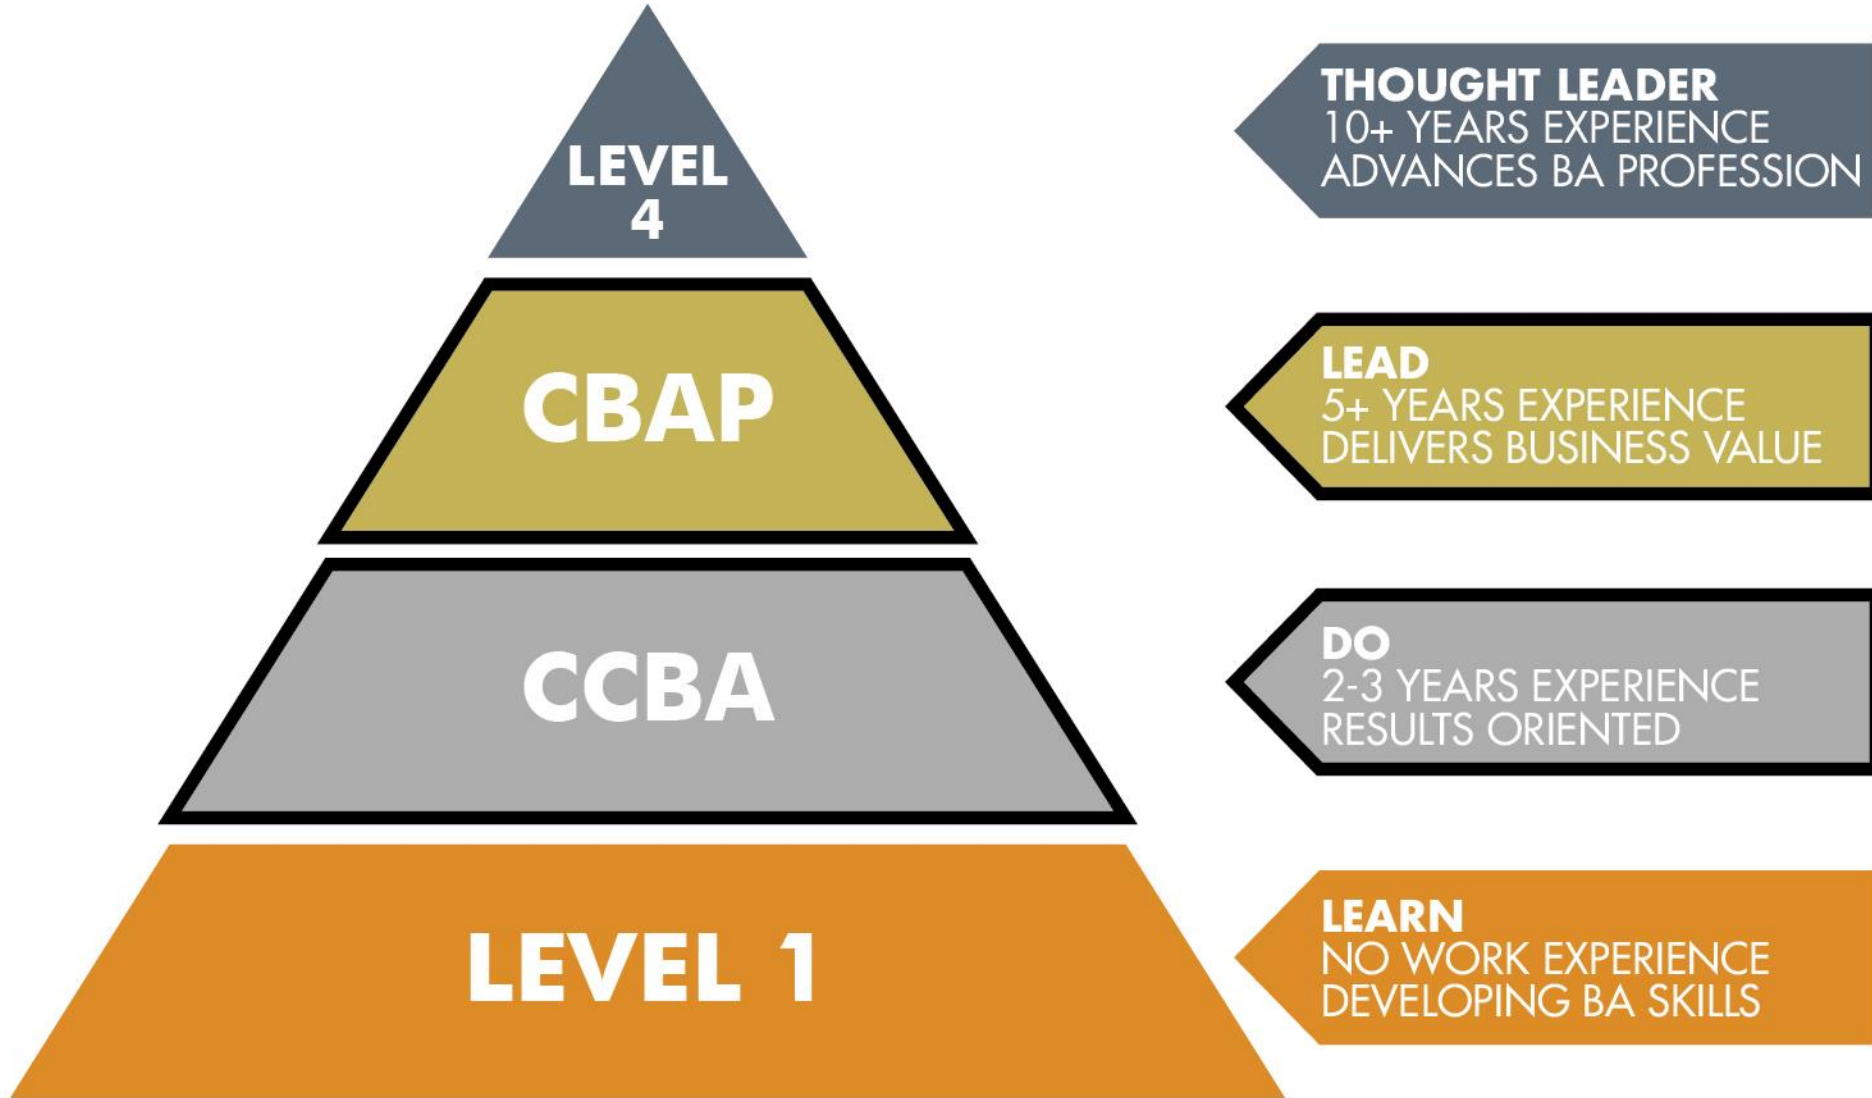 LEVEL
4
THOUGHT LEADER
10+ YEARS EXPERIENCE
ADVANCES BA PROFESSION
CBAP
LEAD
5+ YEARS EXPERIENCE
DELIVERS BUSINESS VALUE
CCBA
DO
2-3 YEARS EXPERIENCE
RESULTS ORIENTED
LEVEL 1
LEARN
NO WORK EXPERIENCE
DEVELOPING BA SKILLS